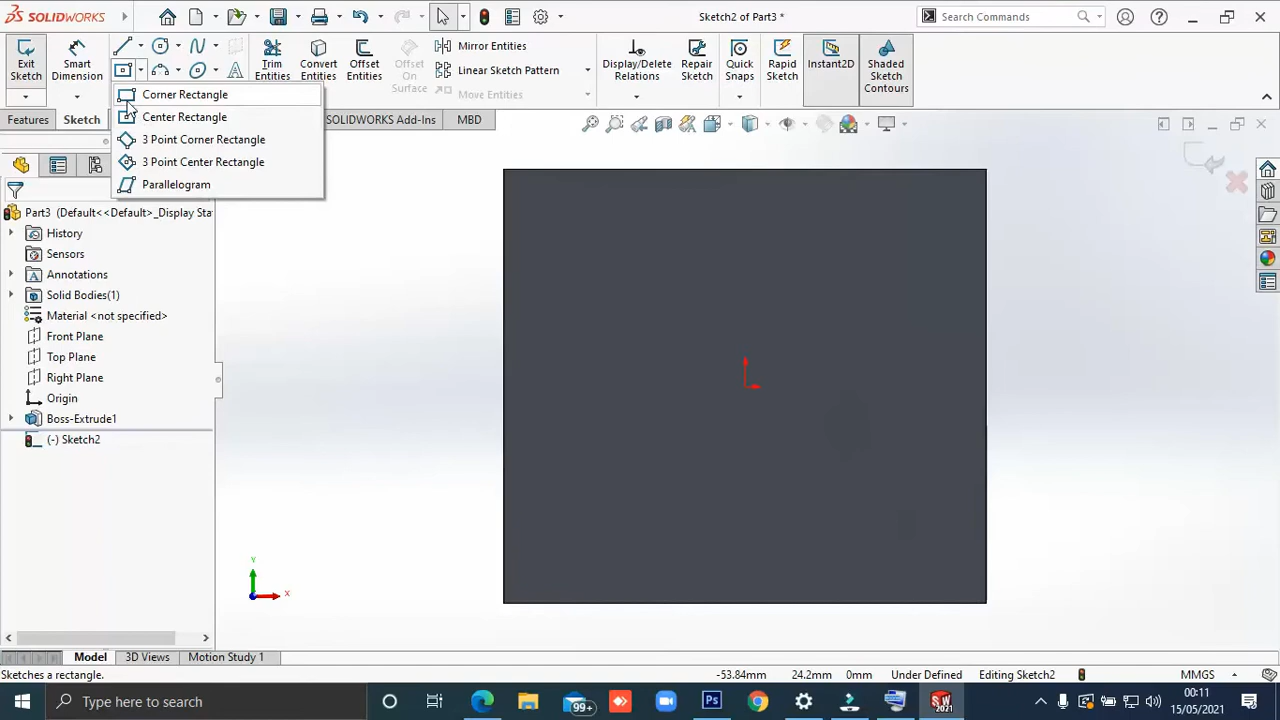 SOLIDWORKS
Sketch2 of Part3 *
Search Commands
Exit Sketch
Smart Dimension
Trim Entities
Convert Entities
Offset Entities
Offset On Surface
Mirror Entities
Linear Sketch Pattern
Move Entities
Display/Delete Relations
Repair Sketch
Quick Snaps
Rapid Sketch
Instant2D
Shaded Sketch Contours
Corner Rectangle
Center Rectangle
3 Point Corner Rectangle
3 Point Center Rectangle
Parallelogram
Features
Sketch
SOLIDWORKS Add-Ins
MBD
Part3 (Default<<Default>_Display Sta
History
Sensors
Annotations
Solid Bodies(1)
Material <not specified>
Front Plane
Top Plane
Right Plane
Origin
Boss-Extrude1
(-) Sketch2
Y
X
Model
3D Views
Motion Study 1
Sketches a rectangle.
-53.84mm
24.2mm
0mm
Under Defined
Editing Sketch2
MMGS
Type here to search
99+
Ps
SW
2021
00:11
15/05/2021